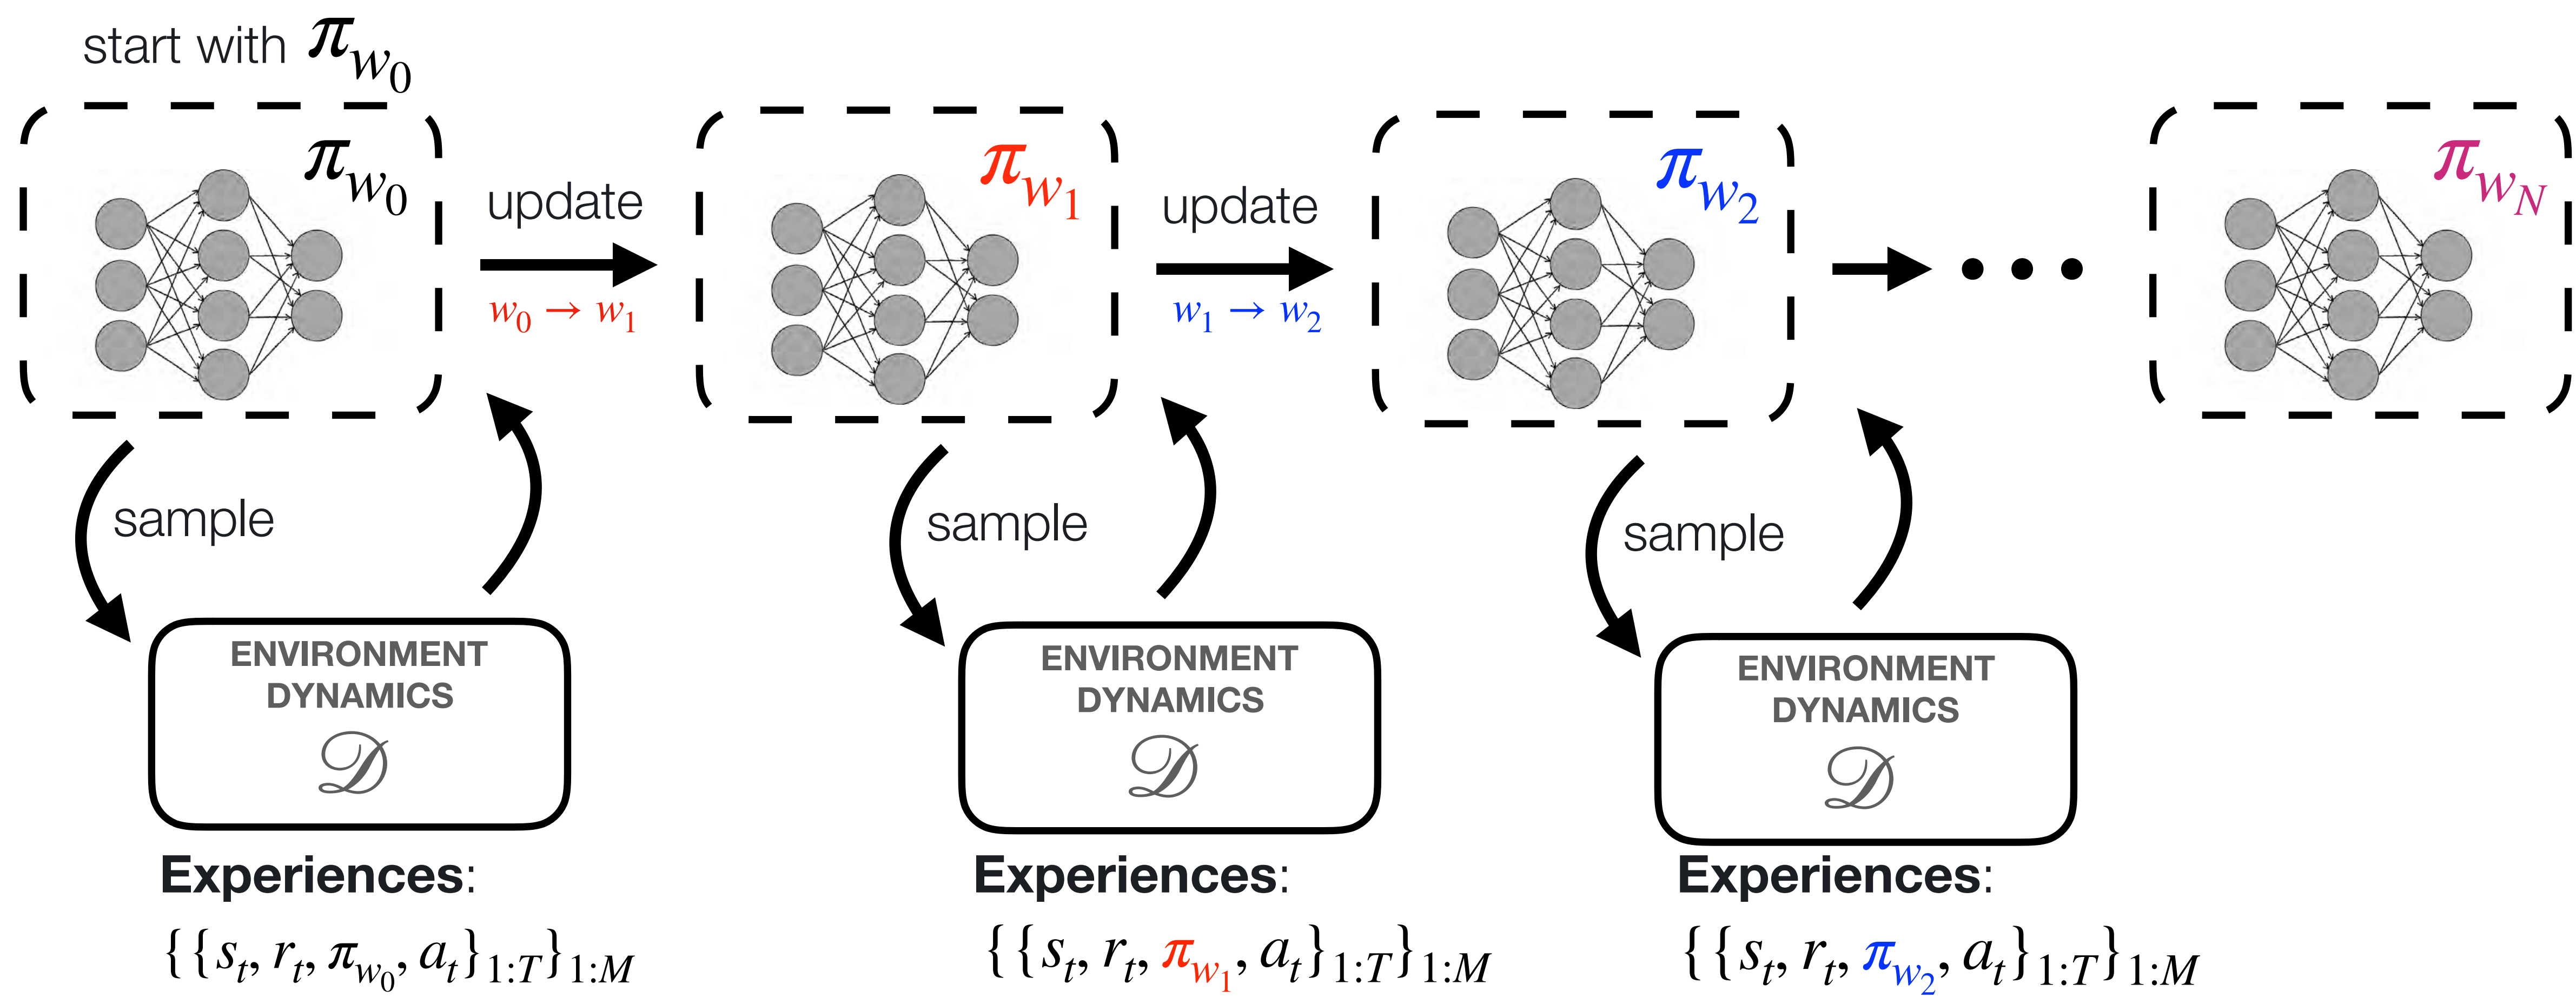 start with π_{w_0}
π_{w_0}
update
w_0 → w_1
π_{w_1}
update
w_1 → w_2
π_{w_2}
• • •
π_{w_N}
sample
sample
sample
ENVIRONMENT
DYNAMICS
𝒟
ENVIRONMENT
DYNAMICS
𝒟
ENVIRONMENT
DYNAMICS
𝒟
Experiences:
{{s_t, r_t, π_{w_0}, a_t}_{1:T}}_{1:M}
Experiences:
{{s_t, r_t, π_{w_1}, a_t}_{1:T}}_{1:M}
Experiences:
{{s_t, r_t, π_{w_2}, a_t}_{1:T}}_{1:M}